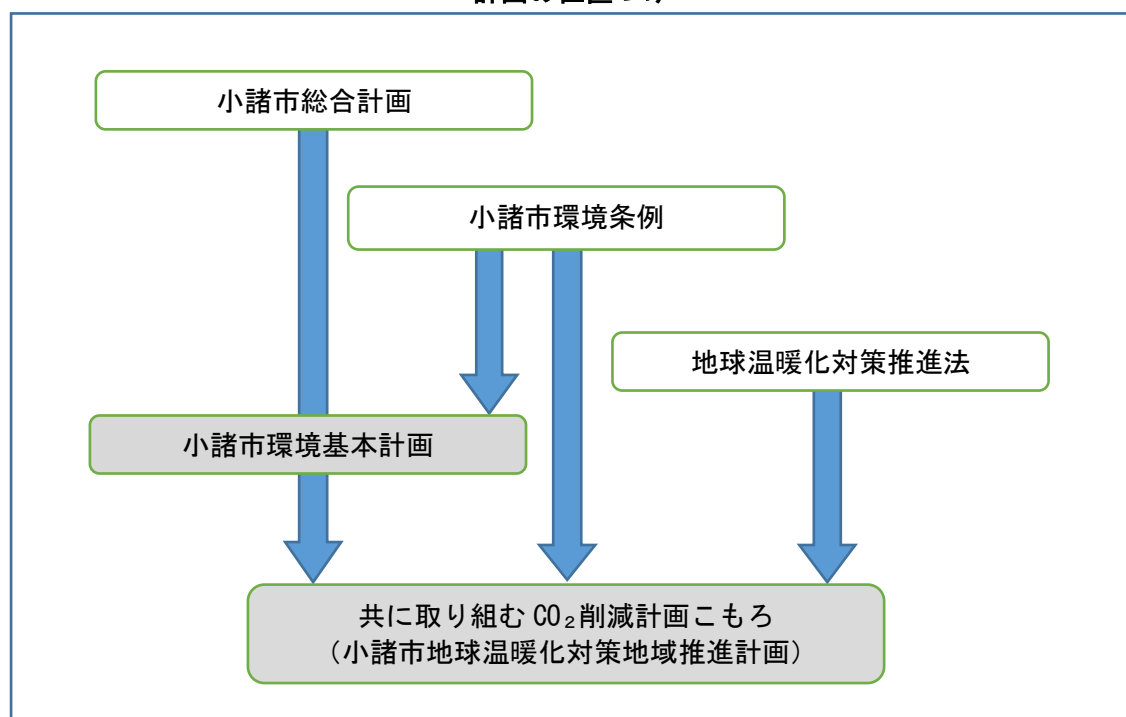 小諸市総合計画
小諸市環境条例
地球温暖化対策推進法
小諸市環境基本計画
共に取り組む CO₂削減計画こもろ
（小諸市地球温暖化対策地域推進計画）